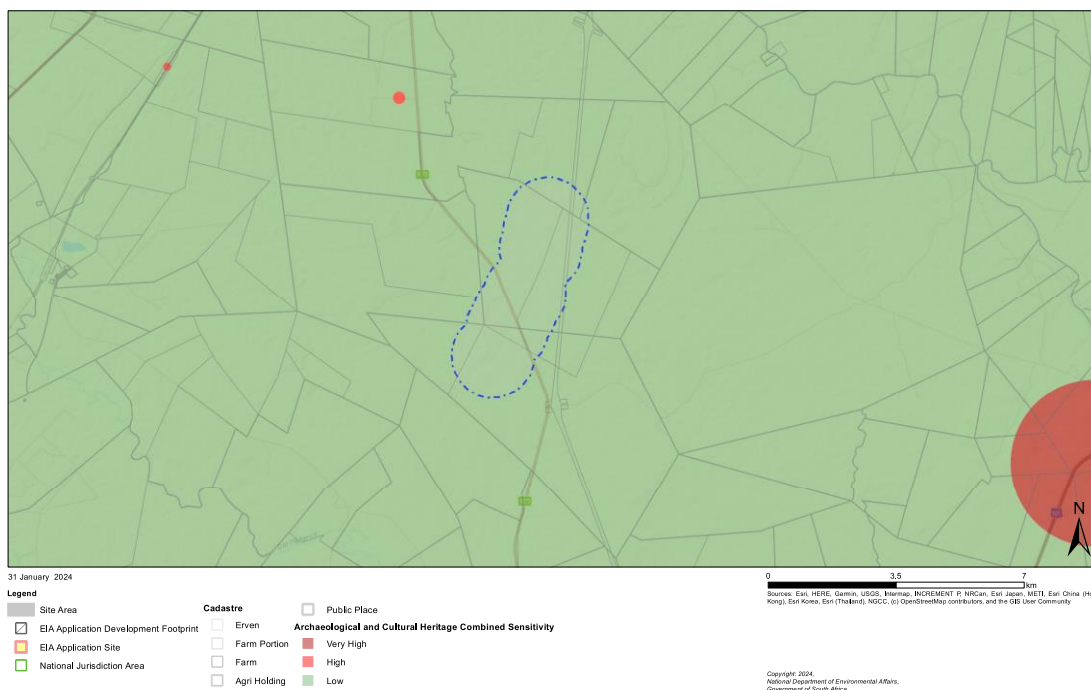 N
31 January 2024
Legend
Site Area
EIA Application Development Footprint
EIA Application Site
National Jurisdiction Area
Cadastre
Erven
Farm Portion
Farm
Agri Holding
Public Place
Archaeological and Cultural Heritage Combined Sensitivity
Very High
High
Low
0 3.5 7
km
Sources: Esri, HERE, Garmin, USGS, Intermap, INCREMENT P, NRCan, Esri Japan, METI, Esri China (Ho
Kong), Esri Korea, Esri (Thailand), NGCC, (c) OpenStreetMap contributors, and the GIS User Community
Copyright: 2024,
National Department of Environmental Affairs,
Government of South Africa